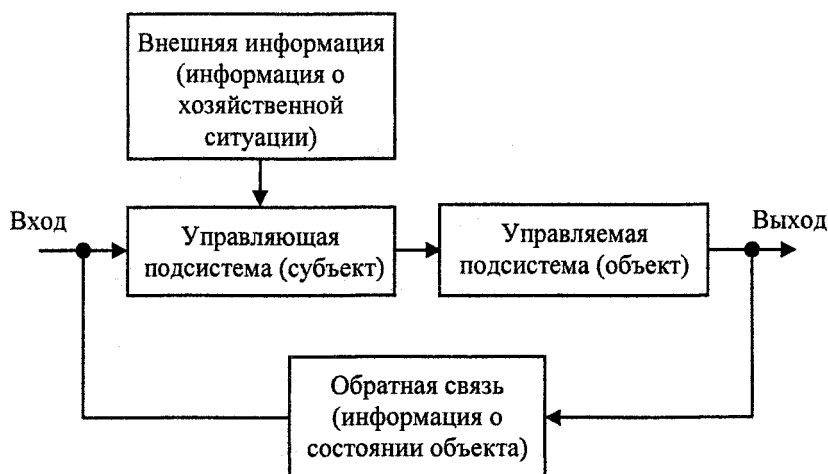 Внешняя информация
(информация о
хозяйственной
ситуации)
Вход
Управляющая
подсистема (субъект)
Управляемая
подсистема (объект)
Выход
Обратная связь
(информация о
состоянии объекта)